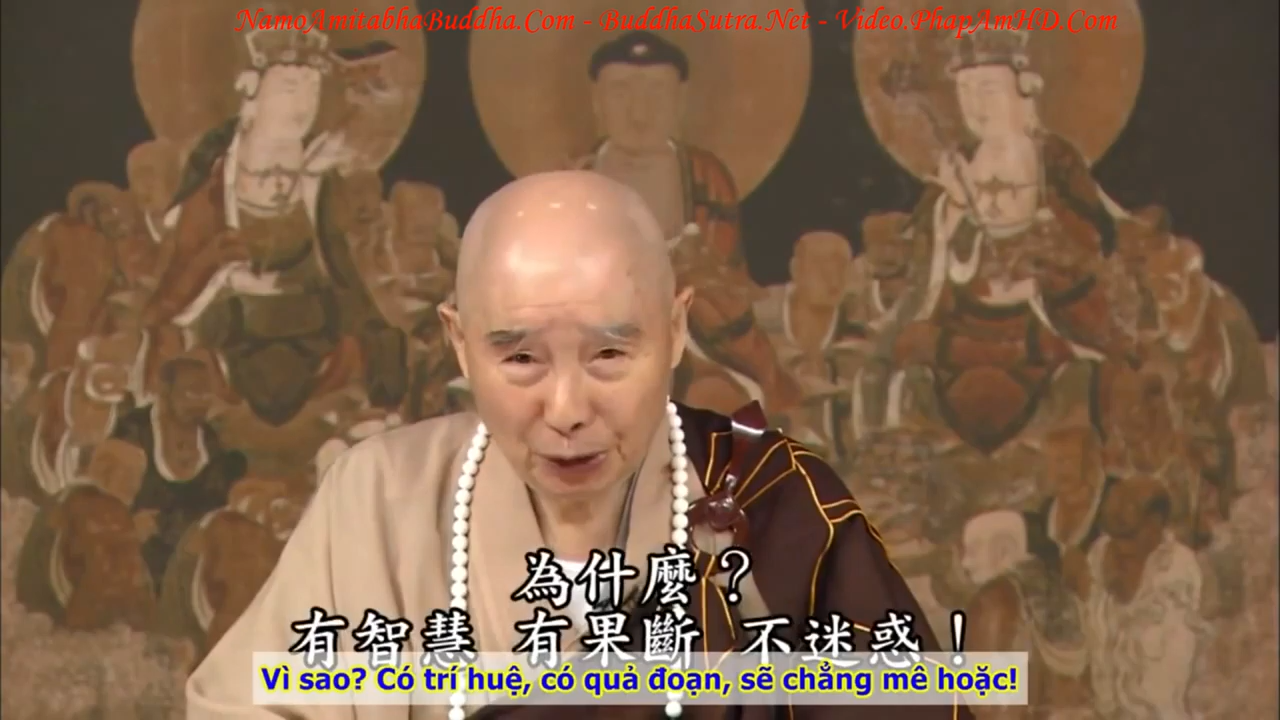 NamoAmitabhaBuddha.Com - BuddhaSutra.Net - Video.PhapAmHD.Com
為什麼？
有智慧 有果斷 不迷惑！
Vì sao? Có trí huệ, có quả đoạn, sẽ chẳng mê hoặc!